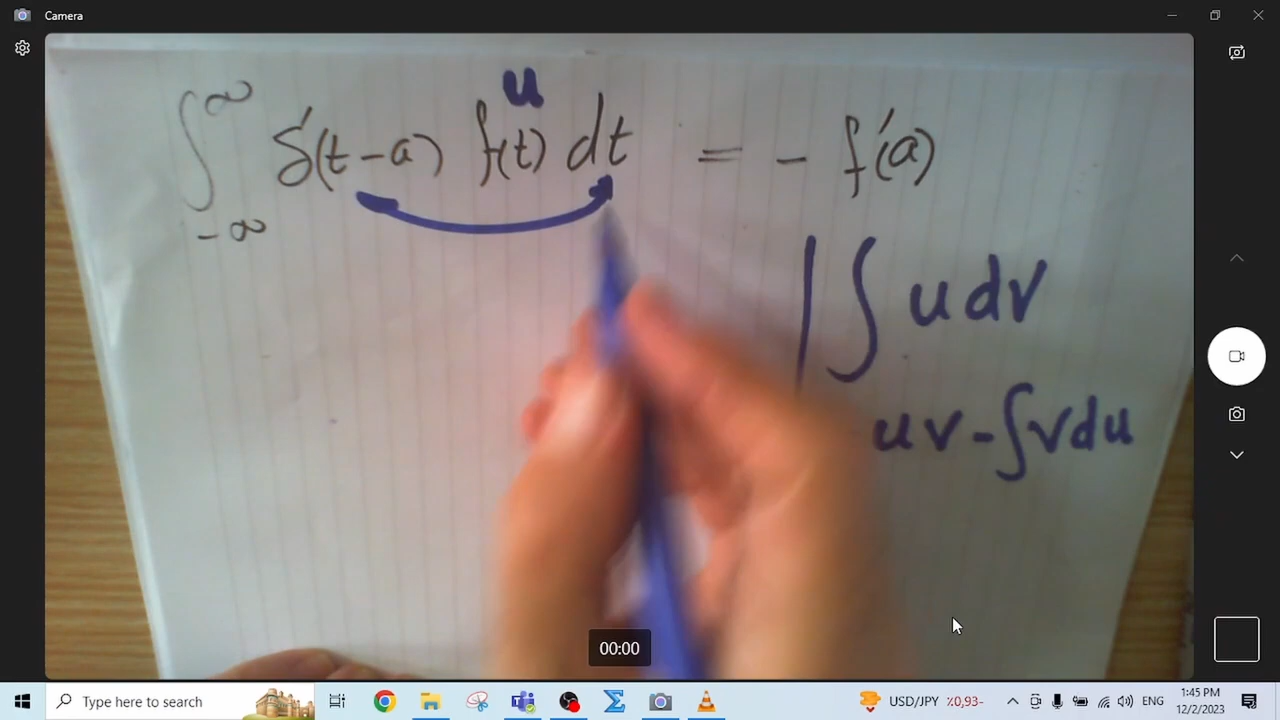 Camera
u
∫_{-∞}^{∞} δ'(t-a) f(t) dt = - f'(a)
∫ u dv
uv - ∫vdu
00:00
Type here to search
USD/JPY %0,93-
ENG
1:45 PM
12/2/2023